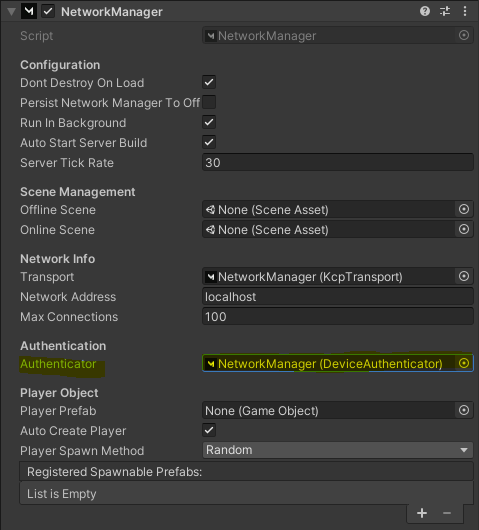 NetworkManager
Script NetworkManager
Configuration
Dont Destroy On Load
Persist Network Manager To Off
Run In Background
Auto Start Server Build
Server Tick Rate 30
Scene Management
Offline Scene None (Scene Asset)
Online Scene None (Scene Asset)
Network Info
Transport NetworkManager (KcpTransport)
Network Address localhost
Max Connections 100
Authentication
Authenticator NetworkManager (DeviceAuthenticator)
Player Object
Player Prefab None (Game Object)
Auto Create Player
Player Spawn Method Random
Registered Spawnable Prefabs:
List is Empty